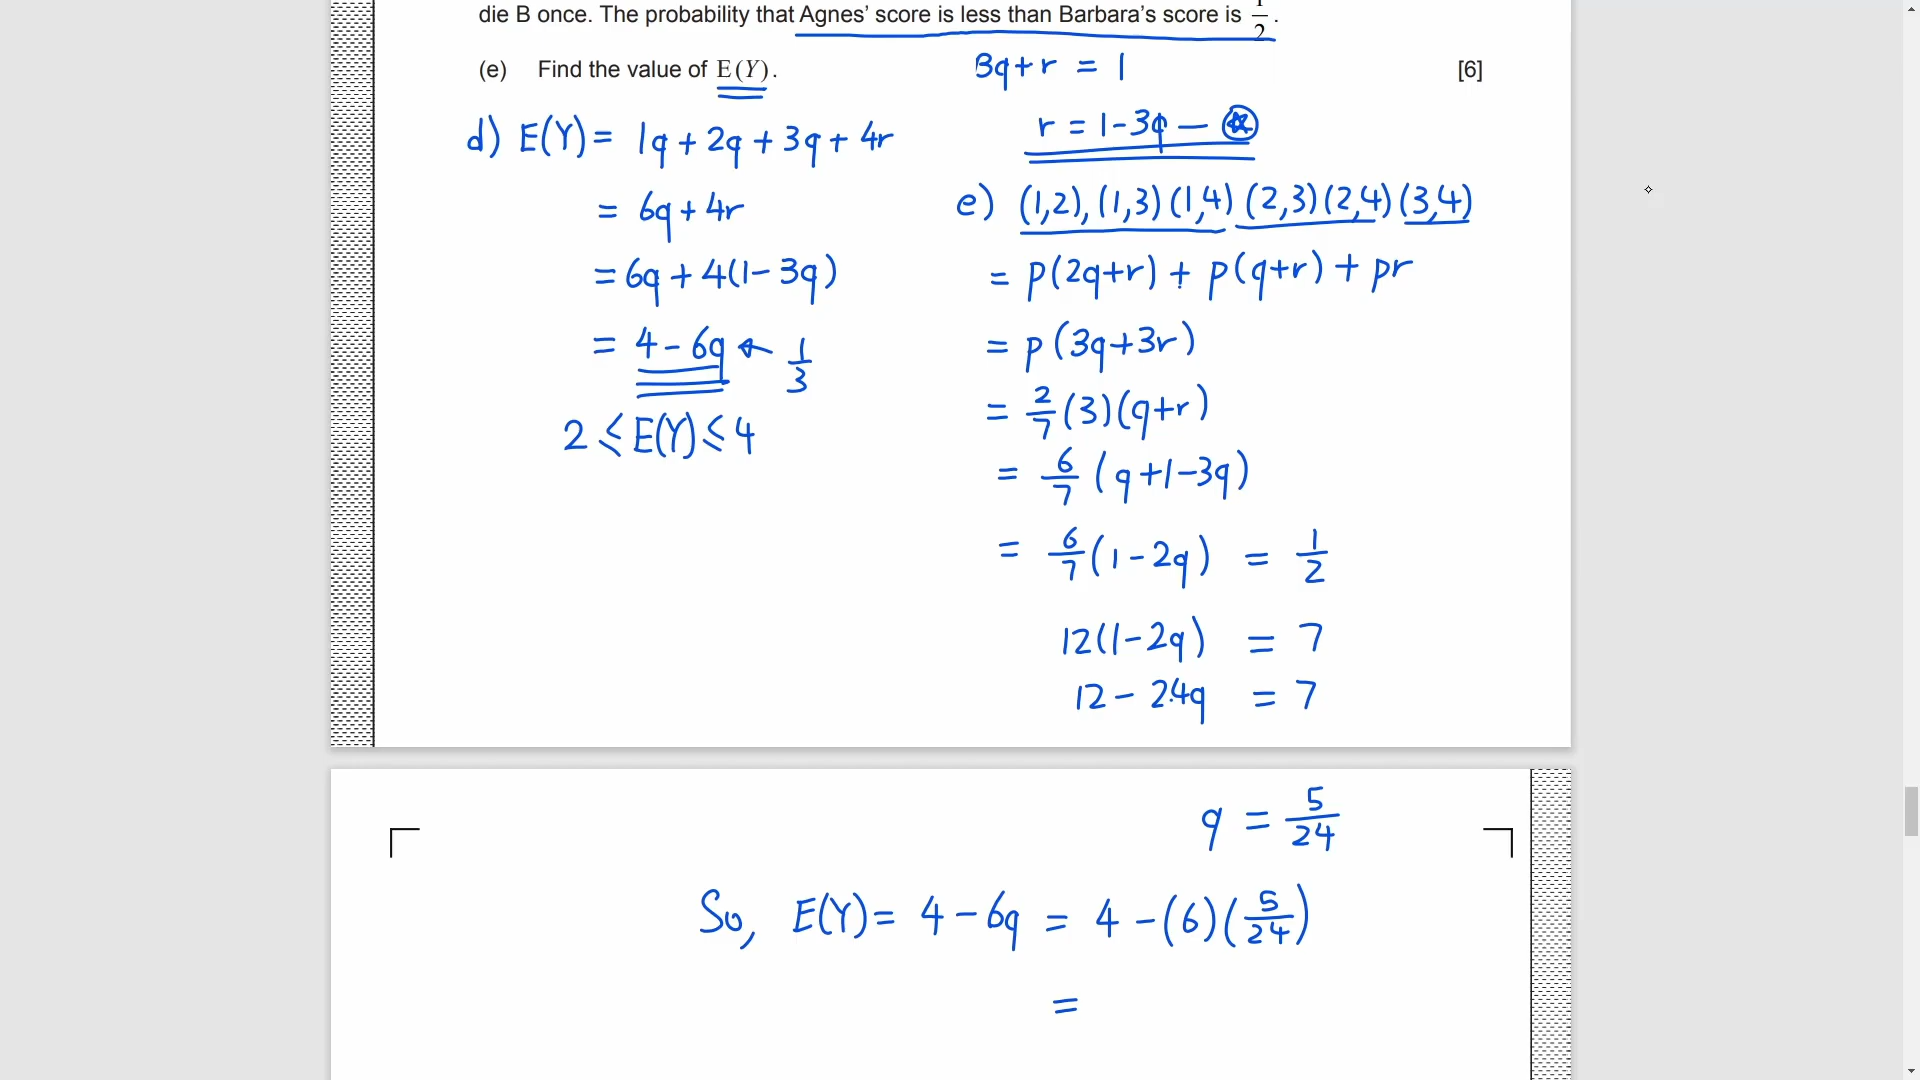 die B once. The probability that Agnes' score is less than Barbara's score is 1/2.
(e) Find the value of E(Y). [6]
3q+r = 1
r = 1-3q —
d) E(Y) = 1q + 2q + 3q + 4r
= 6q + 4r
= 6q + 4(1-3q)
= 4-6q ← 1/3
2 ≤ E(Y) ≤ 4
e) (1,2), (1,3) (1,4) (2,3) (2,4) (3,4)
= p(2q+r) + p(q+r) + pr
= p(3q+3r)
= 2/7 (3)(q+r)
= 6/7 (q+1-3q)
= 6/7 (1-2q) = 1/2
12(1-2q) = 7
12 - 24q = 7
q = 5/24
So, E(Y) = 4-6q = 4-(6)(5/24)
=